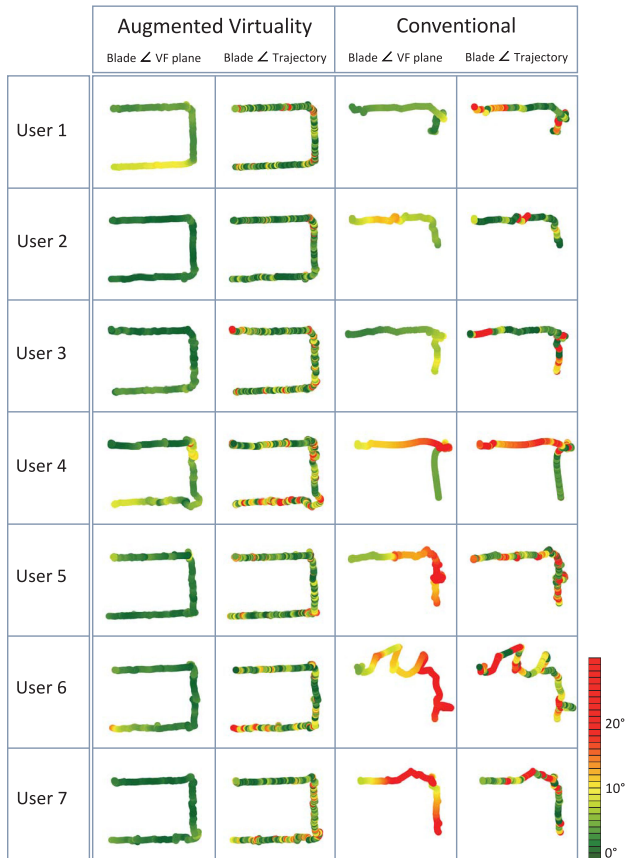 Augmented Virtuality Conventional
Blade ∠ VF plane Blade ∠ Trajectory Blade ∠ VF plane Blade ∠ Trajectory
User 1
User 2
User 3
User 4
User 5
User 6
User 7
20°
10°
0°